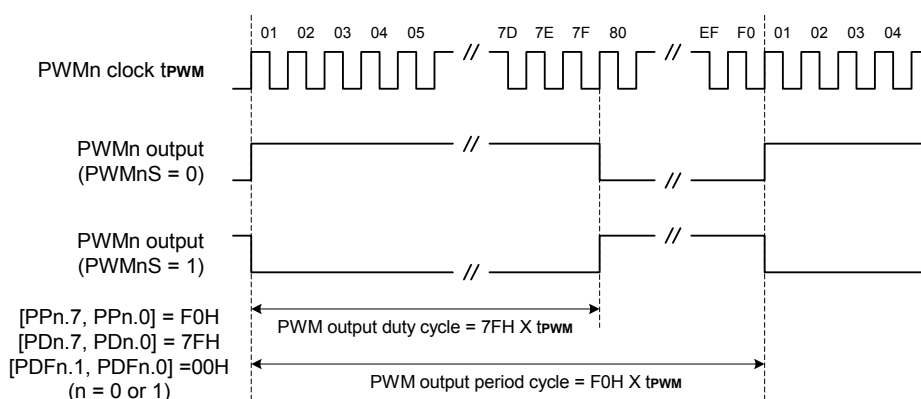 01 02 03 04 05 // 7D 7E 7F 80 // EF F0 01 02 03 04
PWMn clock tPWM
PWMn output
(PWMnS = 0)
// //
PWMn output
(PWMnS = 1)
// //
[PPn.7, PPn.0] = F0H
[PDn.7, PDn.0] = 7FH
[PDFn.1, PDFn.0] =00H
(n = 0 or 1)
PWM output duty cycle = 7FH X tPWM
PWM output period cycle = F0H X tPWM